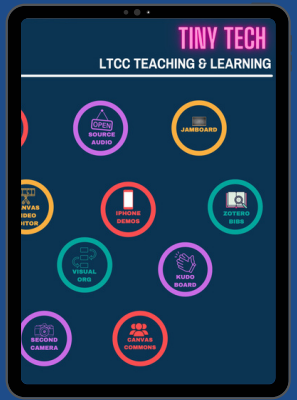 TINY TECH
LTCC TEACHING & LEARNING
OPEN
SOURCE
AUDIO
JAMBOARD
IPHONE
DEMOS
ZOTERO
BIBS
VISUAL
ORG
KUDO
BOARD
SECOND
CAMERA
CANVAS
COMMONS